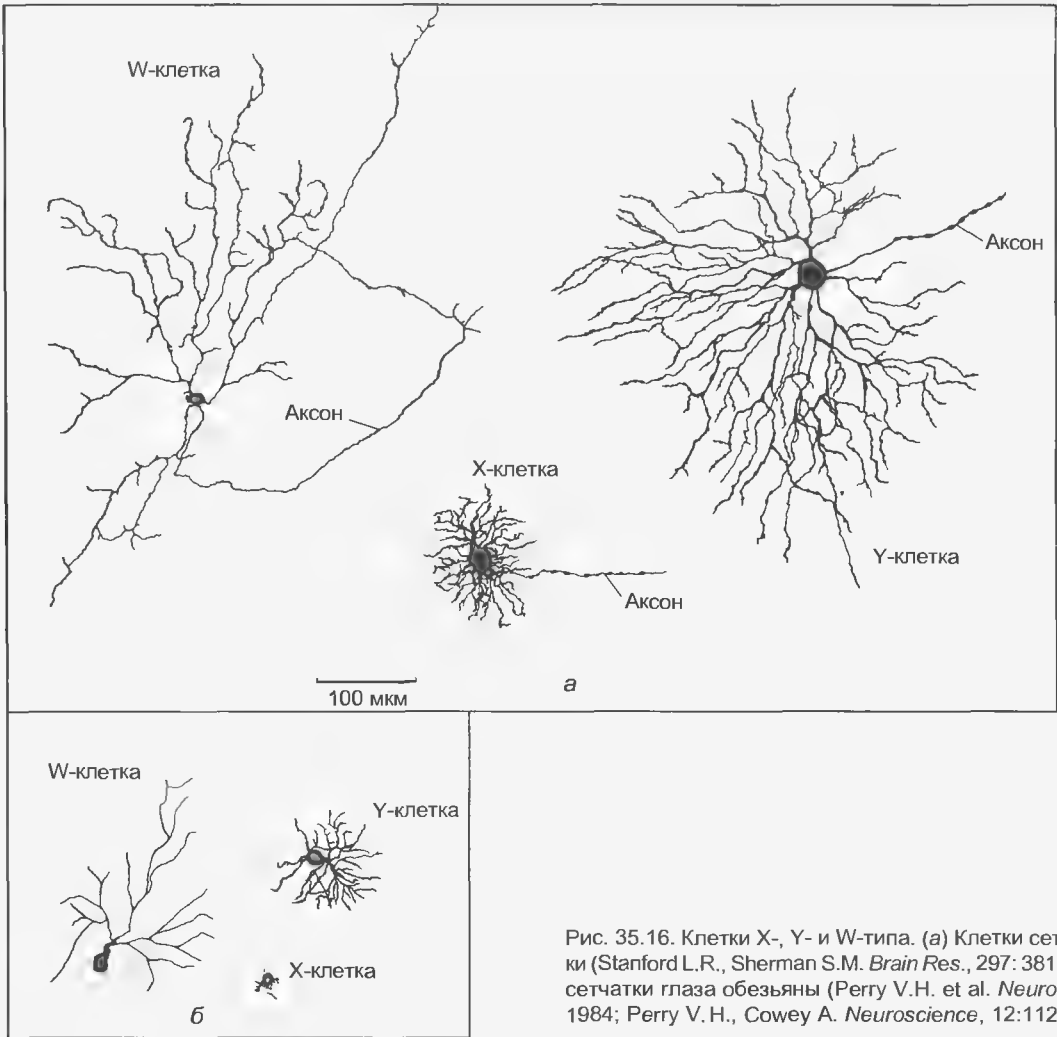 W-клетка
Аксон
Аксон
X-клетка
Y-клетка
Аксон
100 мкм
а
W-клетка
Y-клетка
X-клетка
б
Рис. 35.16. Клетки X-, Y- и W-типа. (а) Клетки сет
ки (Stanford L.R., Sherman S.M. Brain Res., 297: 381
сетчатки глаза обезьяны (Perry V.H. et al. Neuro
1984; Perry V.H., Cowey A. Neuroscience, 12:112